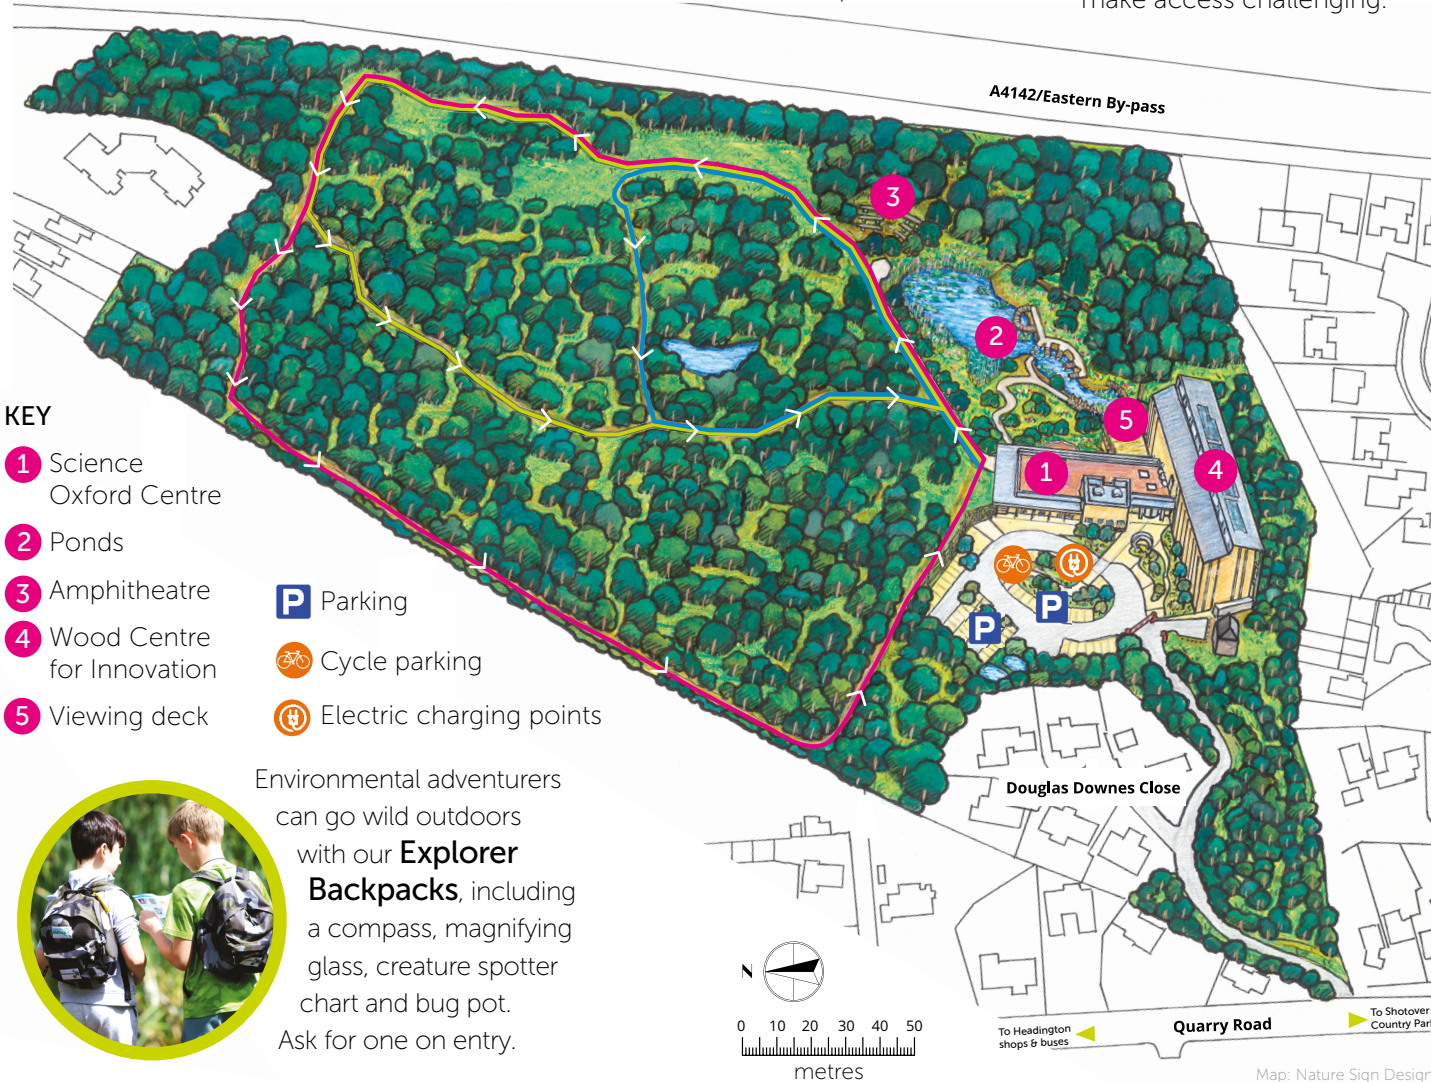 make access challenging.
A4142/Eastern By-pass
3
2
5
1
4
KEY
1 Science
Oxford Centre
2 Ponds
3 Amphitheatre
4 Wood Centre
for Innovation
5 Viewing deck
P Parking
Cycle parking
Electric charging points
P
P
Douglas Downes Close
Environmental adventurers
can go wild outdoors
with our Explorer
Backpacks, including
a compass, magnifying
glass, creature spotter
chart and bug pot.
Ask for one on entry.
N
0 10 20 30 40 50
metres
To Headington
shops & buses
Quarry Road
To Shotover
Country Par
Map: Nature Sign Design